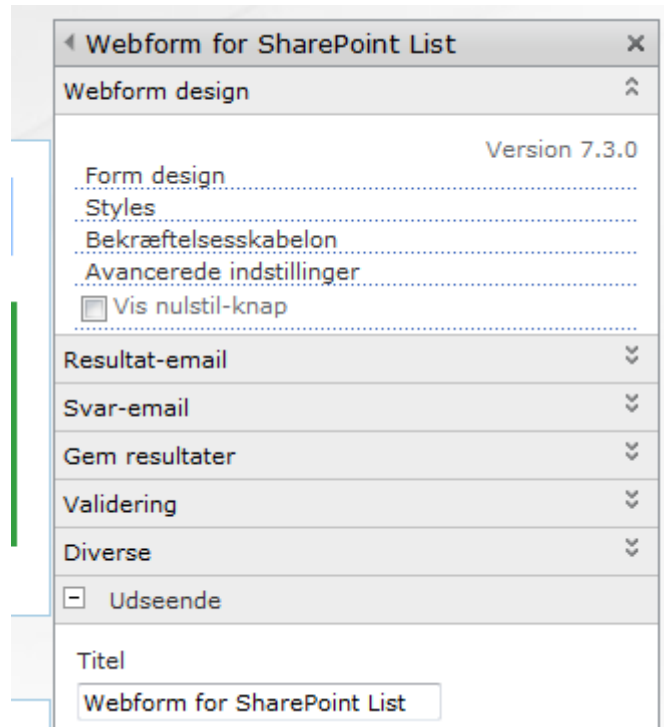 Webform for SharePoint List
Webform design
Version 7.3.0
Form design
Styles
Bekræftelsesskabelon
Avancerede indstillinger
Vis nulstil-knap
Resultat-email
Svar-email
Gem resultater
Validering
Diverse
Udseende
Titel
Webform for SharePoint List